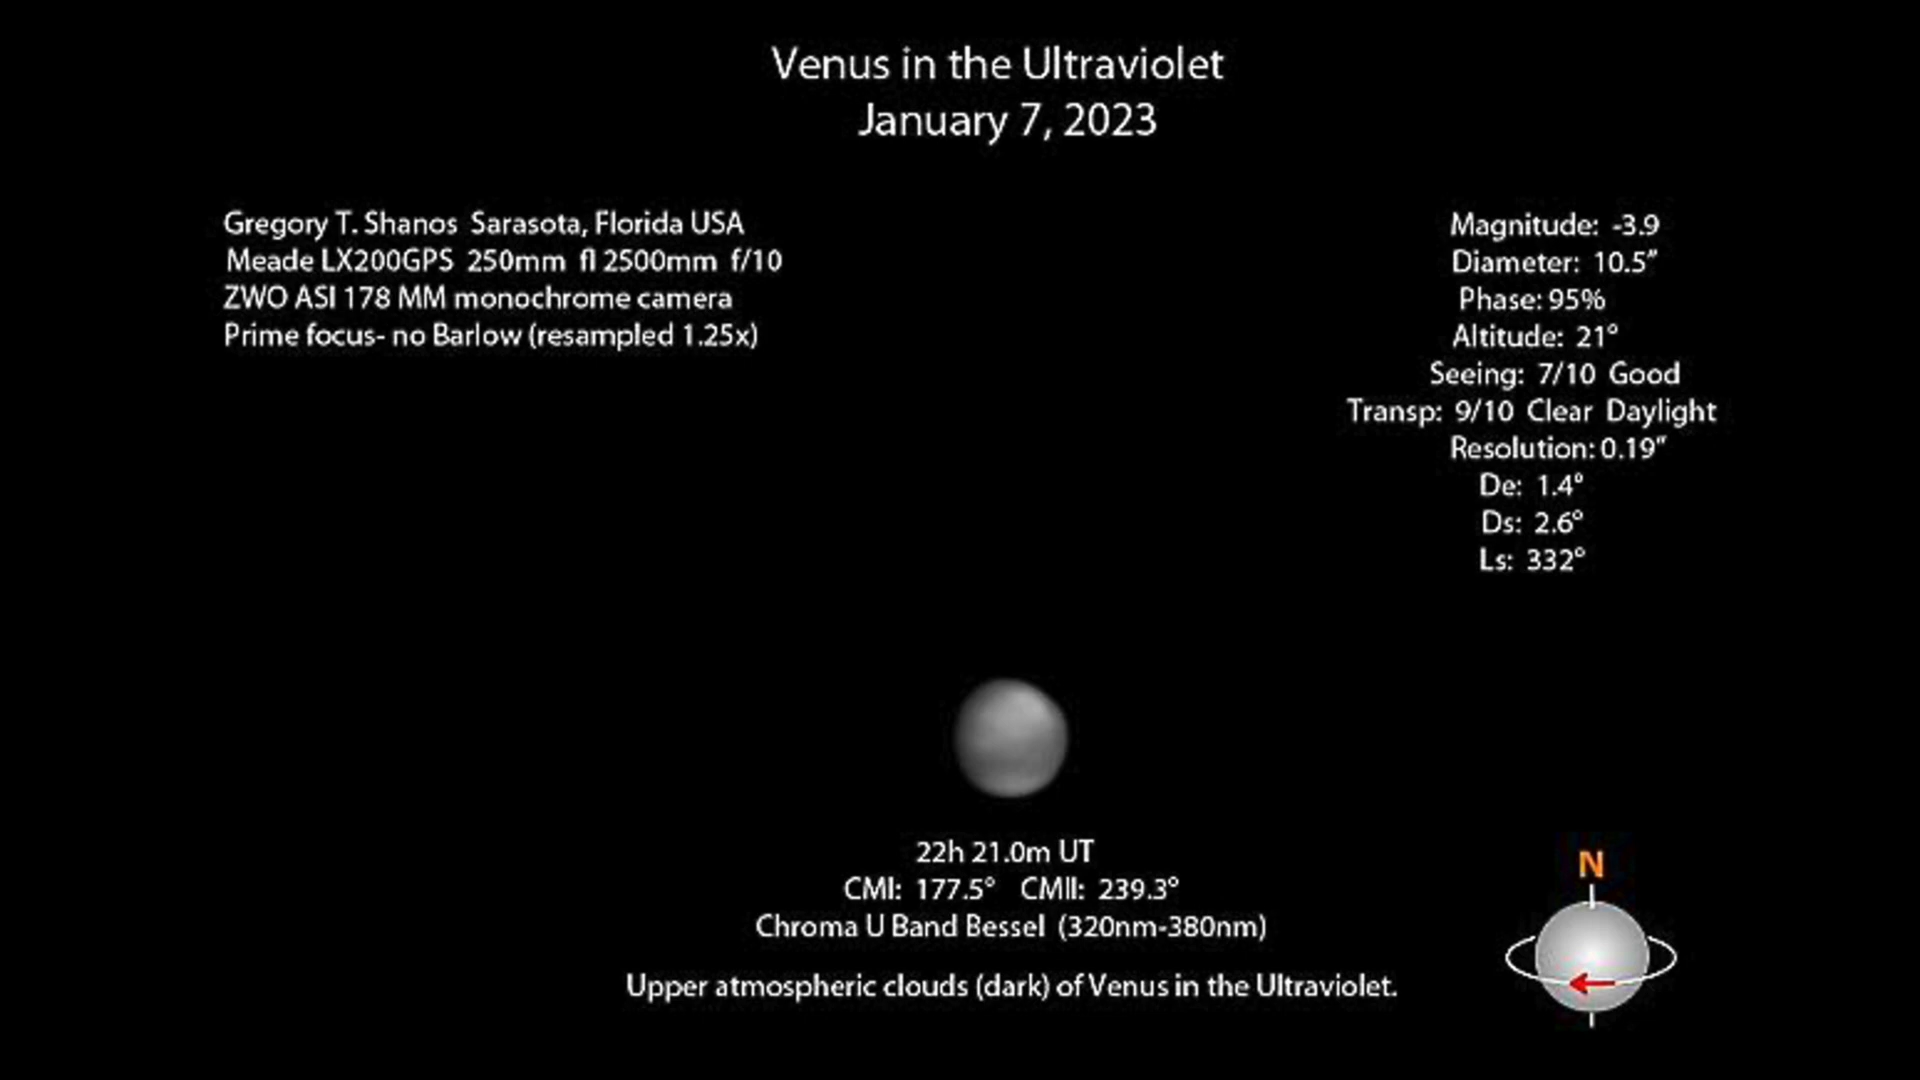 Venus in the Ultraviolet
January 7, 2023
Gregory T. Shanos Sarasota, Florida USA
Meade LX200GPS 250mm fl 2500mm f/10
ZWO ASI 178 MM monochrome camera
Prime focus- no Barlow (resampled 1.25x)
Magnitude: -3.9
Diameter: 10.5"
Phase: 95%
Altitude: 21°
Seeing: 7/10 Good
Transp: 9/10 Clear Daylight
Resolution: 0.19"
De: 1.4°
Ds: 2.6°
Ls: 332°
22h 21.0m UT
CMI: 177.5° CMII: 239.3°
Chroma U Band Bessel (320nm-380nm)
Upper atmospheric clouds (dark) of Venus in the Ultraviolet.
N